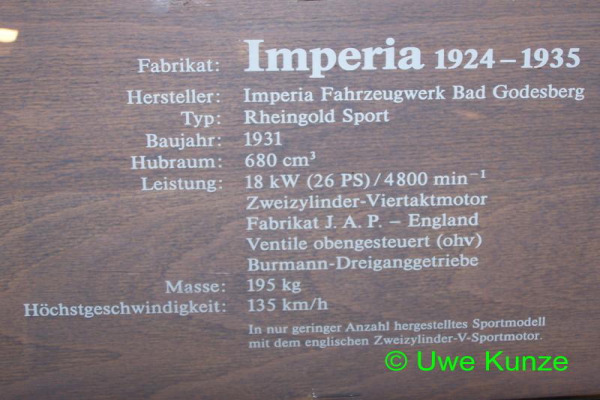 Fabrikat: Imperia 1924 – 1935
Hersteller: Imperia Fahrzeugwerk Bad Godesberg
Typ: Rheingold Sport
Baujahr: 1931
Hubraum: 680 cm³
Leistung: 18 kW (26 PS) / 4800 min⁻¹
Zweizylinder-Viertaktmotor
Fabrikat J. A. P. – England
Ventile obengesteuert (ohv)
Burmann-Dreiganggetriebe
Masse: 195 kg
Höchstgeschwindigkeit: 135 km/h
In nur geringer Anzahl hergestelltes Sportmodell
mit dem englischen Zweizylinder-V-Sportmotor.
© Uwe Kunze